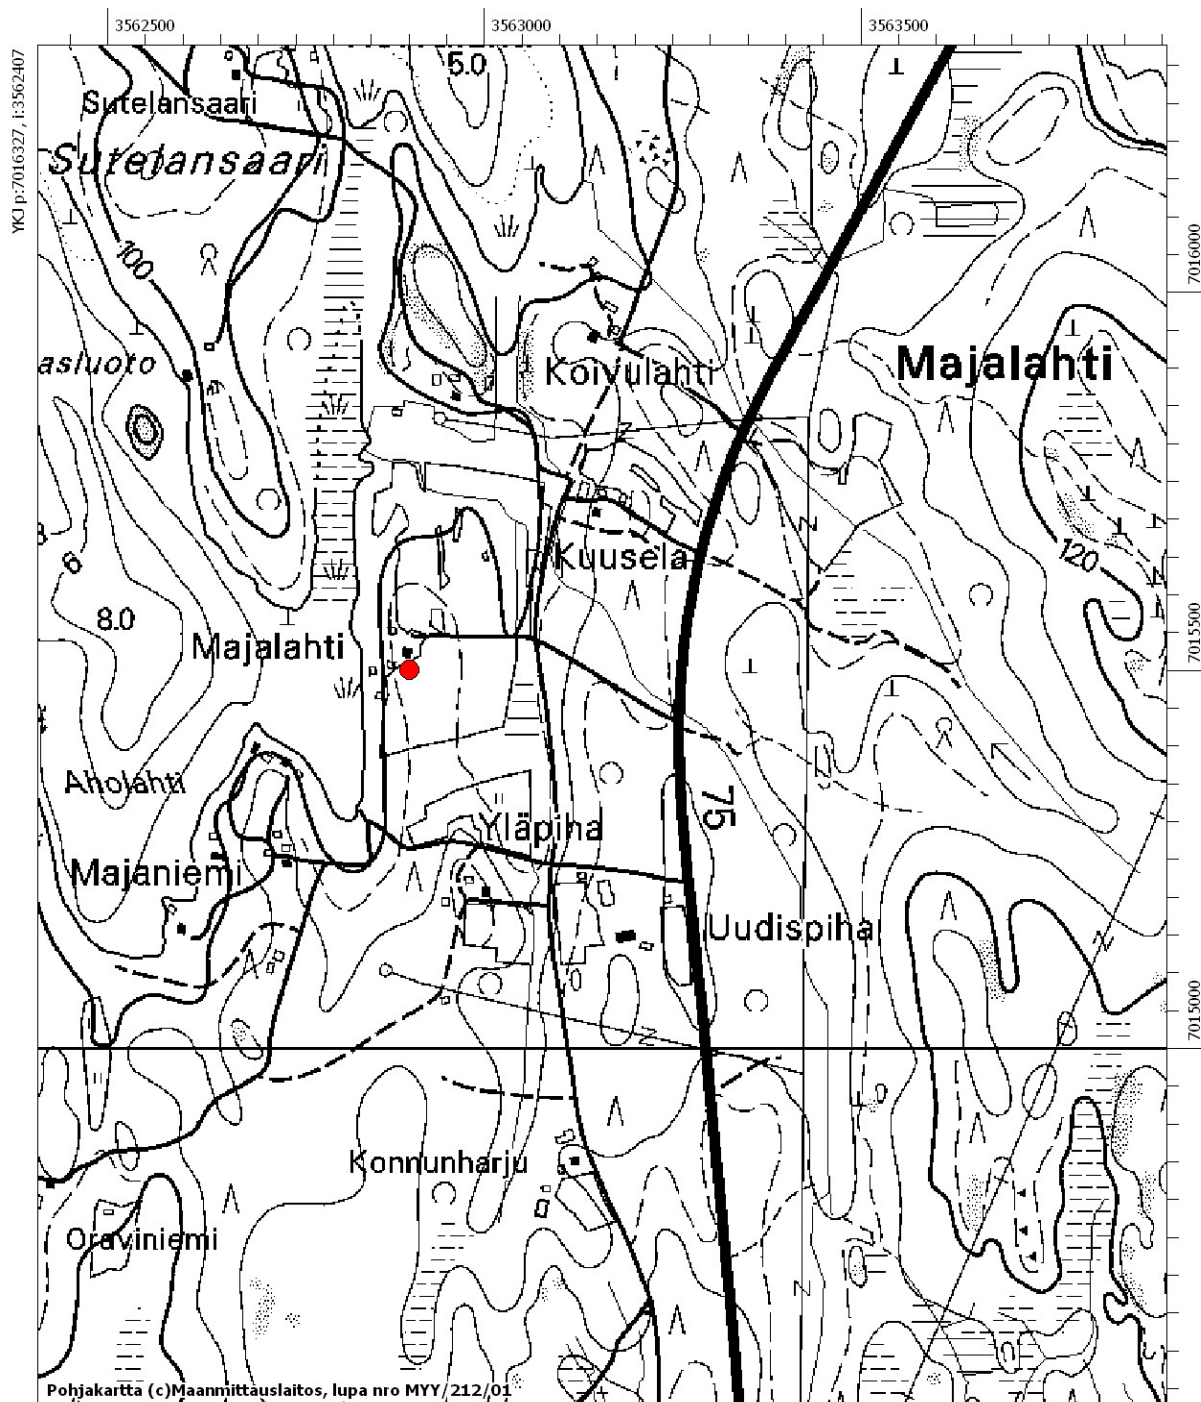 3562500
3563000
3563500
YKJ p:7016327, i:3562407
5.0
Sutelansaari
Sutelansaari
100
7016000
asluoto
Koivulahti
Majalahti
Kuusela
120
6
8.0
Majalahti
7015500
Aholahti
75
Yläpiha
Majaniemi
Uudispiha
7015000
Konnunharju
Oraviniemi
Pohjakartta (c)Maanmittauslaitos, lupa nro MYY/212/01